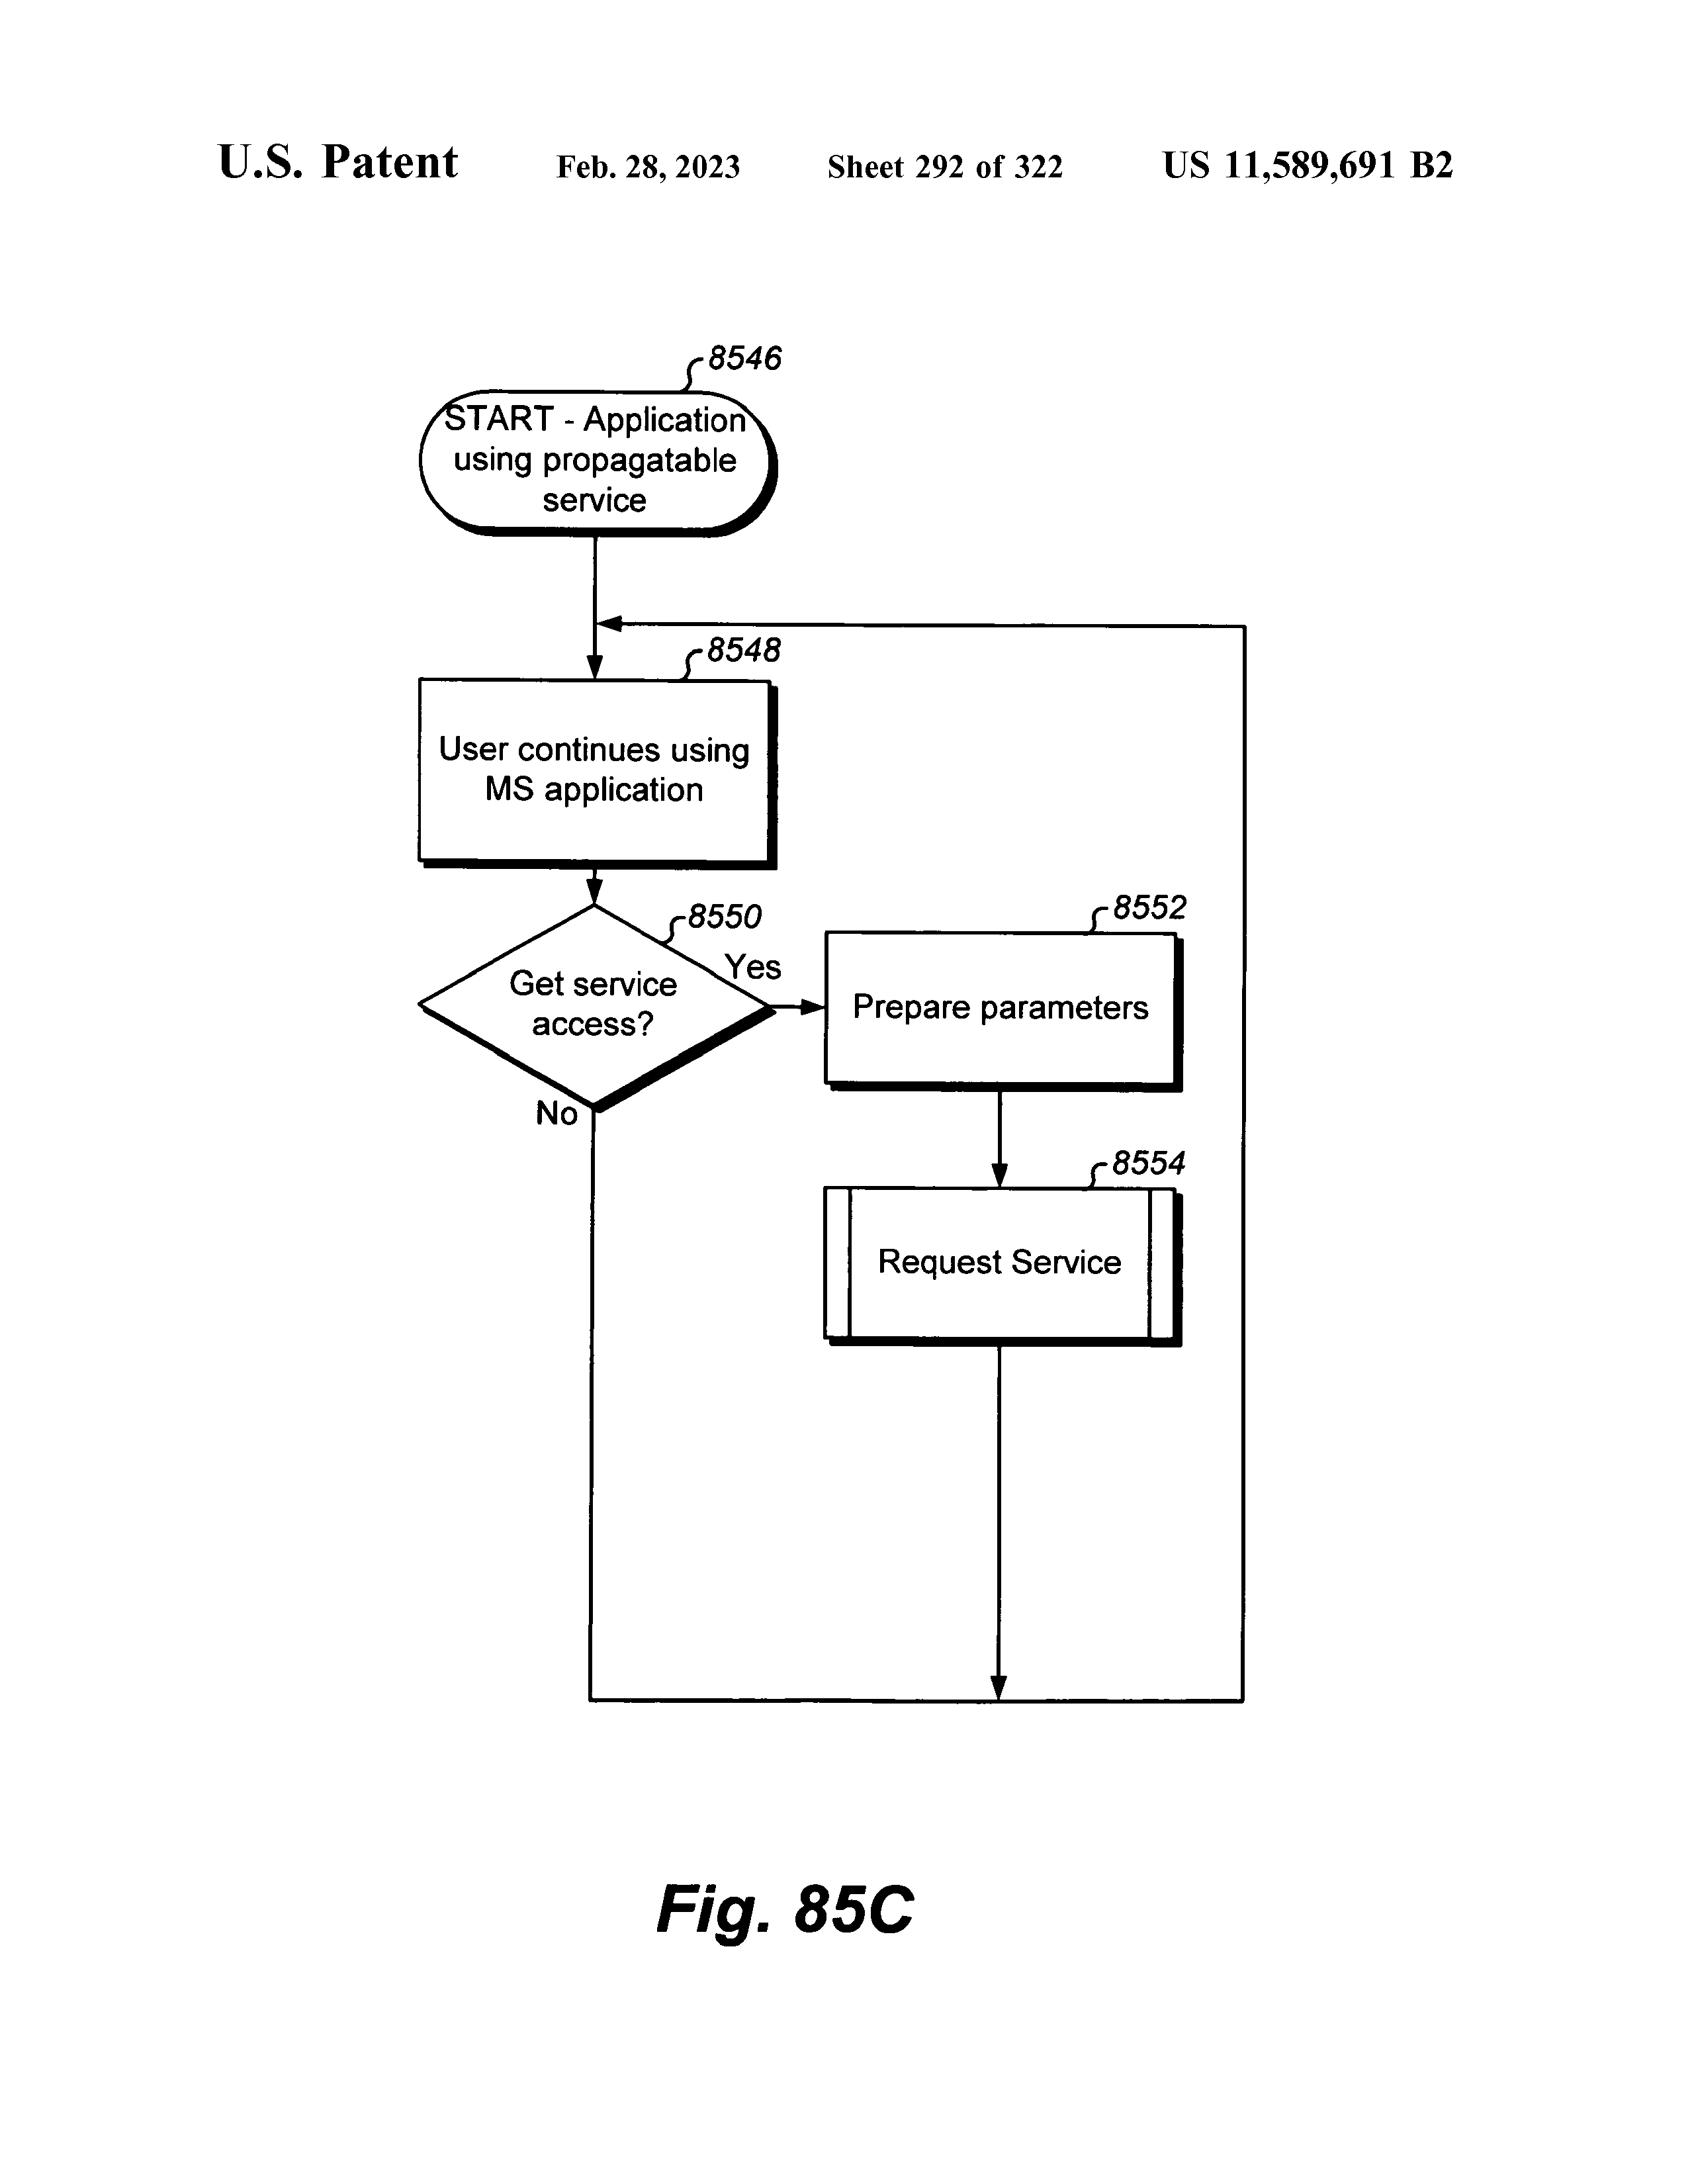 U.S. Patent Feb. 28, 2023 Sheet 292 of 322 US 11,589,691 B2
8546
START - Application
using propagatable
service
8548
User continues using
MS application
8550
Get service
access?
Yes
No
8552
Prepare parameters
8554
Request Service
Fig. 85C